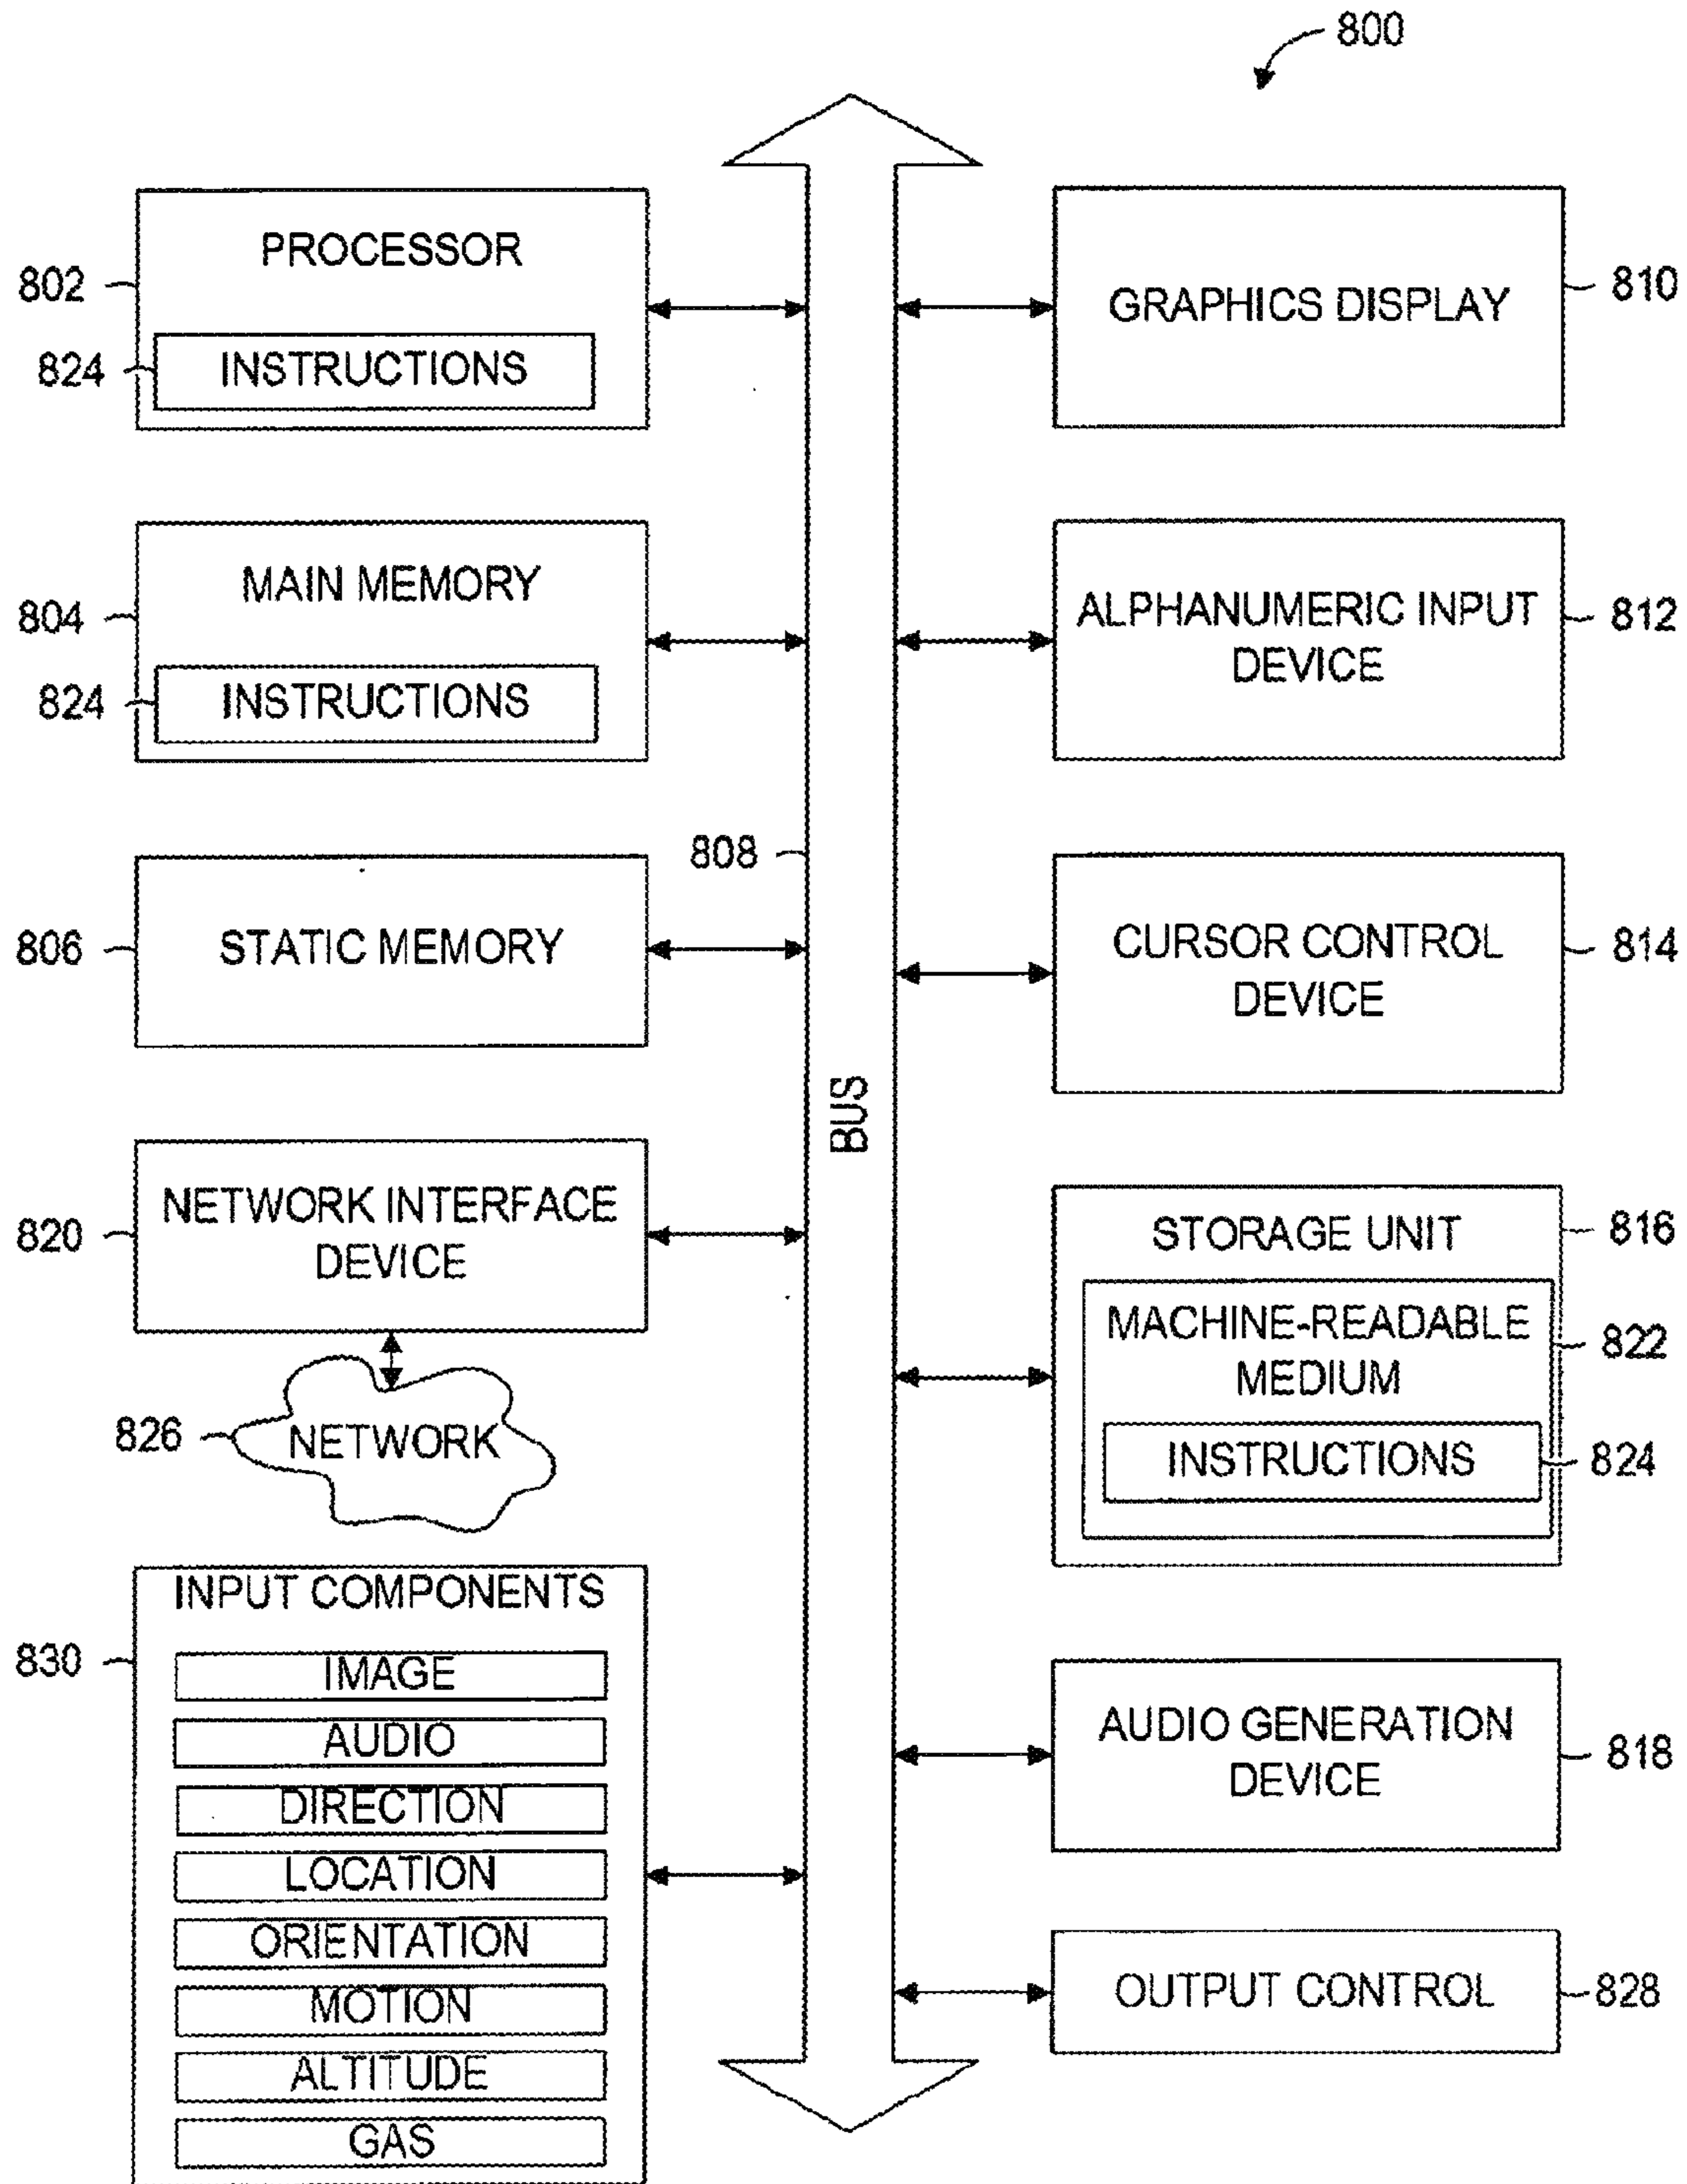 800
PROCESSOR
802
824
INSTRUCTIONS
MAIN MEMORY
804
824
INSTRUCTIONS
806
STATIC MEMORY
808
BUS
820
NETWORK INTERFACE
DEVICE
826
NETWORK
INPUT COMPONENTS
830
IMAGE
AUDIO
DIRECTION
LOCATION
ORIENTATION
MOTION
ALTITUDE
GAS
GRAPHICS DISPLAY
810
ALPHANUMERIC INPUT
DEVICE
812
CURSOR CONTROL
DEVICE
814
STORAGE UNIT
816
MACHINE-READABLE
MEDIUM
822
INSTRUCTIONS
824
AUDIO GENERATION
DEVICE
818
OUTPUT CONTROL
828